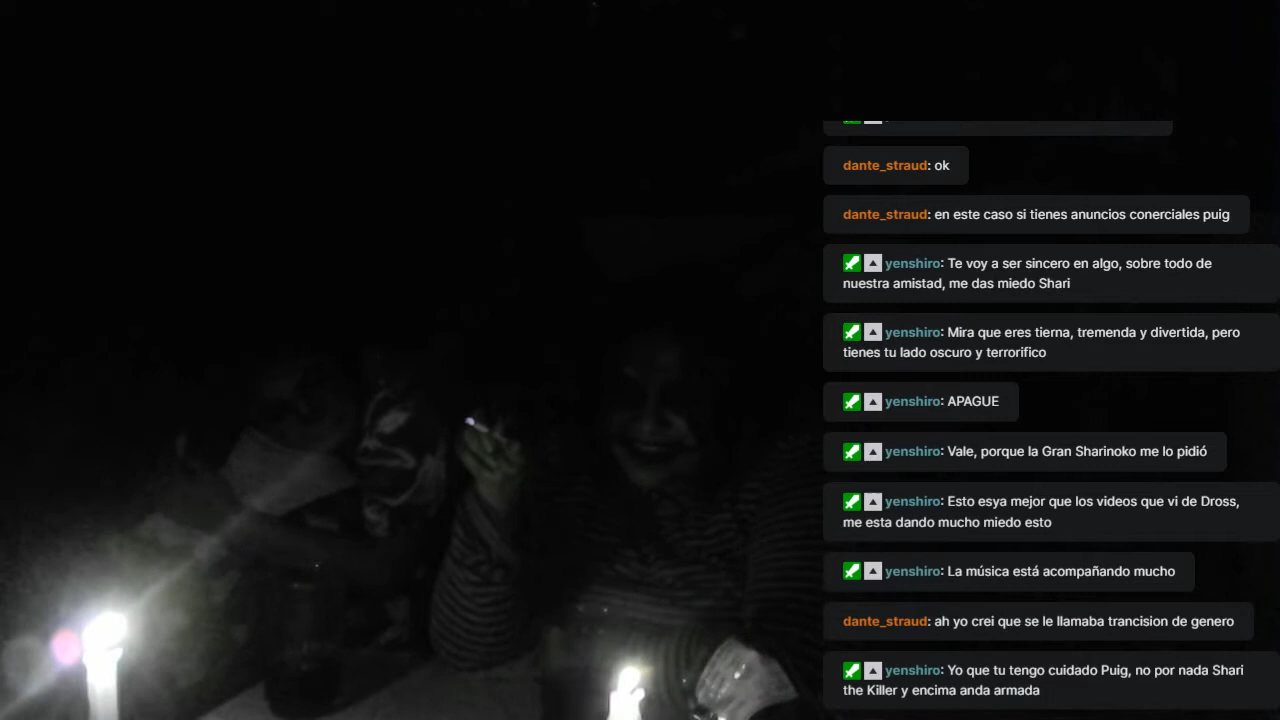 dante_straud: ok
dante_straud: en este caso si tienes anuncios conerciales puig
yenshiro: Te voy a ser sincero en algo, sobre todo de
nuestra amistad, me das miedo Shari
yenshiro: Mira que eres tierna, tremenda y divertida, pero
tienes tu lado oscuro y terrorifico
yenshiro: APAGUE
yenshiro: Vale, porque la Gran Sharinoko me lo pidió
yenshiro: Esto esya mejor que los videos que vi de Dross,
me esta dando mucho miedo esto
yenshiro: La música está acompañando mucho
dante_straud: ah yo crei que se le llamaba trancision de genero
yenshiro: Yo que tu tengo cuidado Puig, no por nada Shari
the Killer y encima anda armada